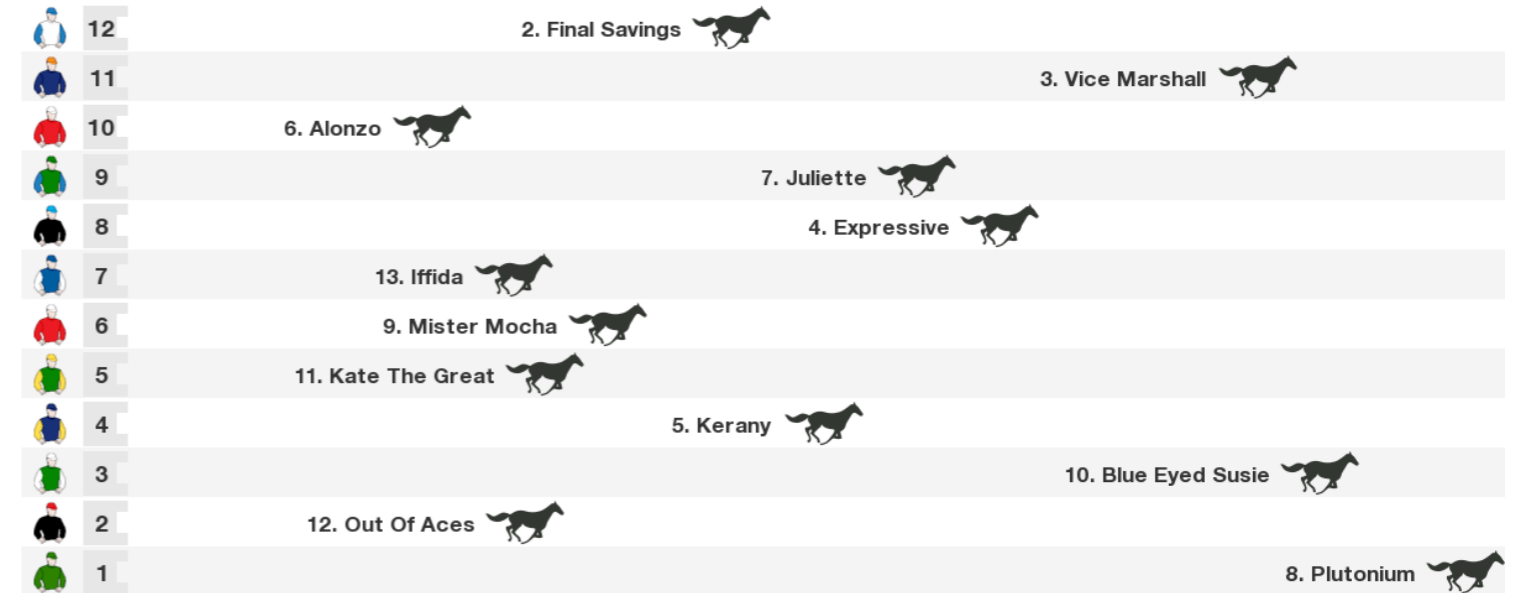 12 2. Final Savings
11 3. Vice Marshall
10 6. Alonzo
9 7. Juliette
8 4. Expressive
7 13. Iffida
6 9. Mister Mocha
5 11. Kate The Great
4 5. Kerany
3 10. Blue Eyed Susie
2 12. Out Of Aces
1 8. Plutonium